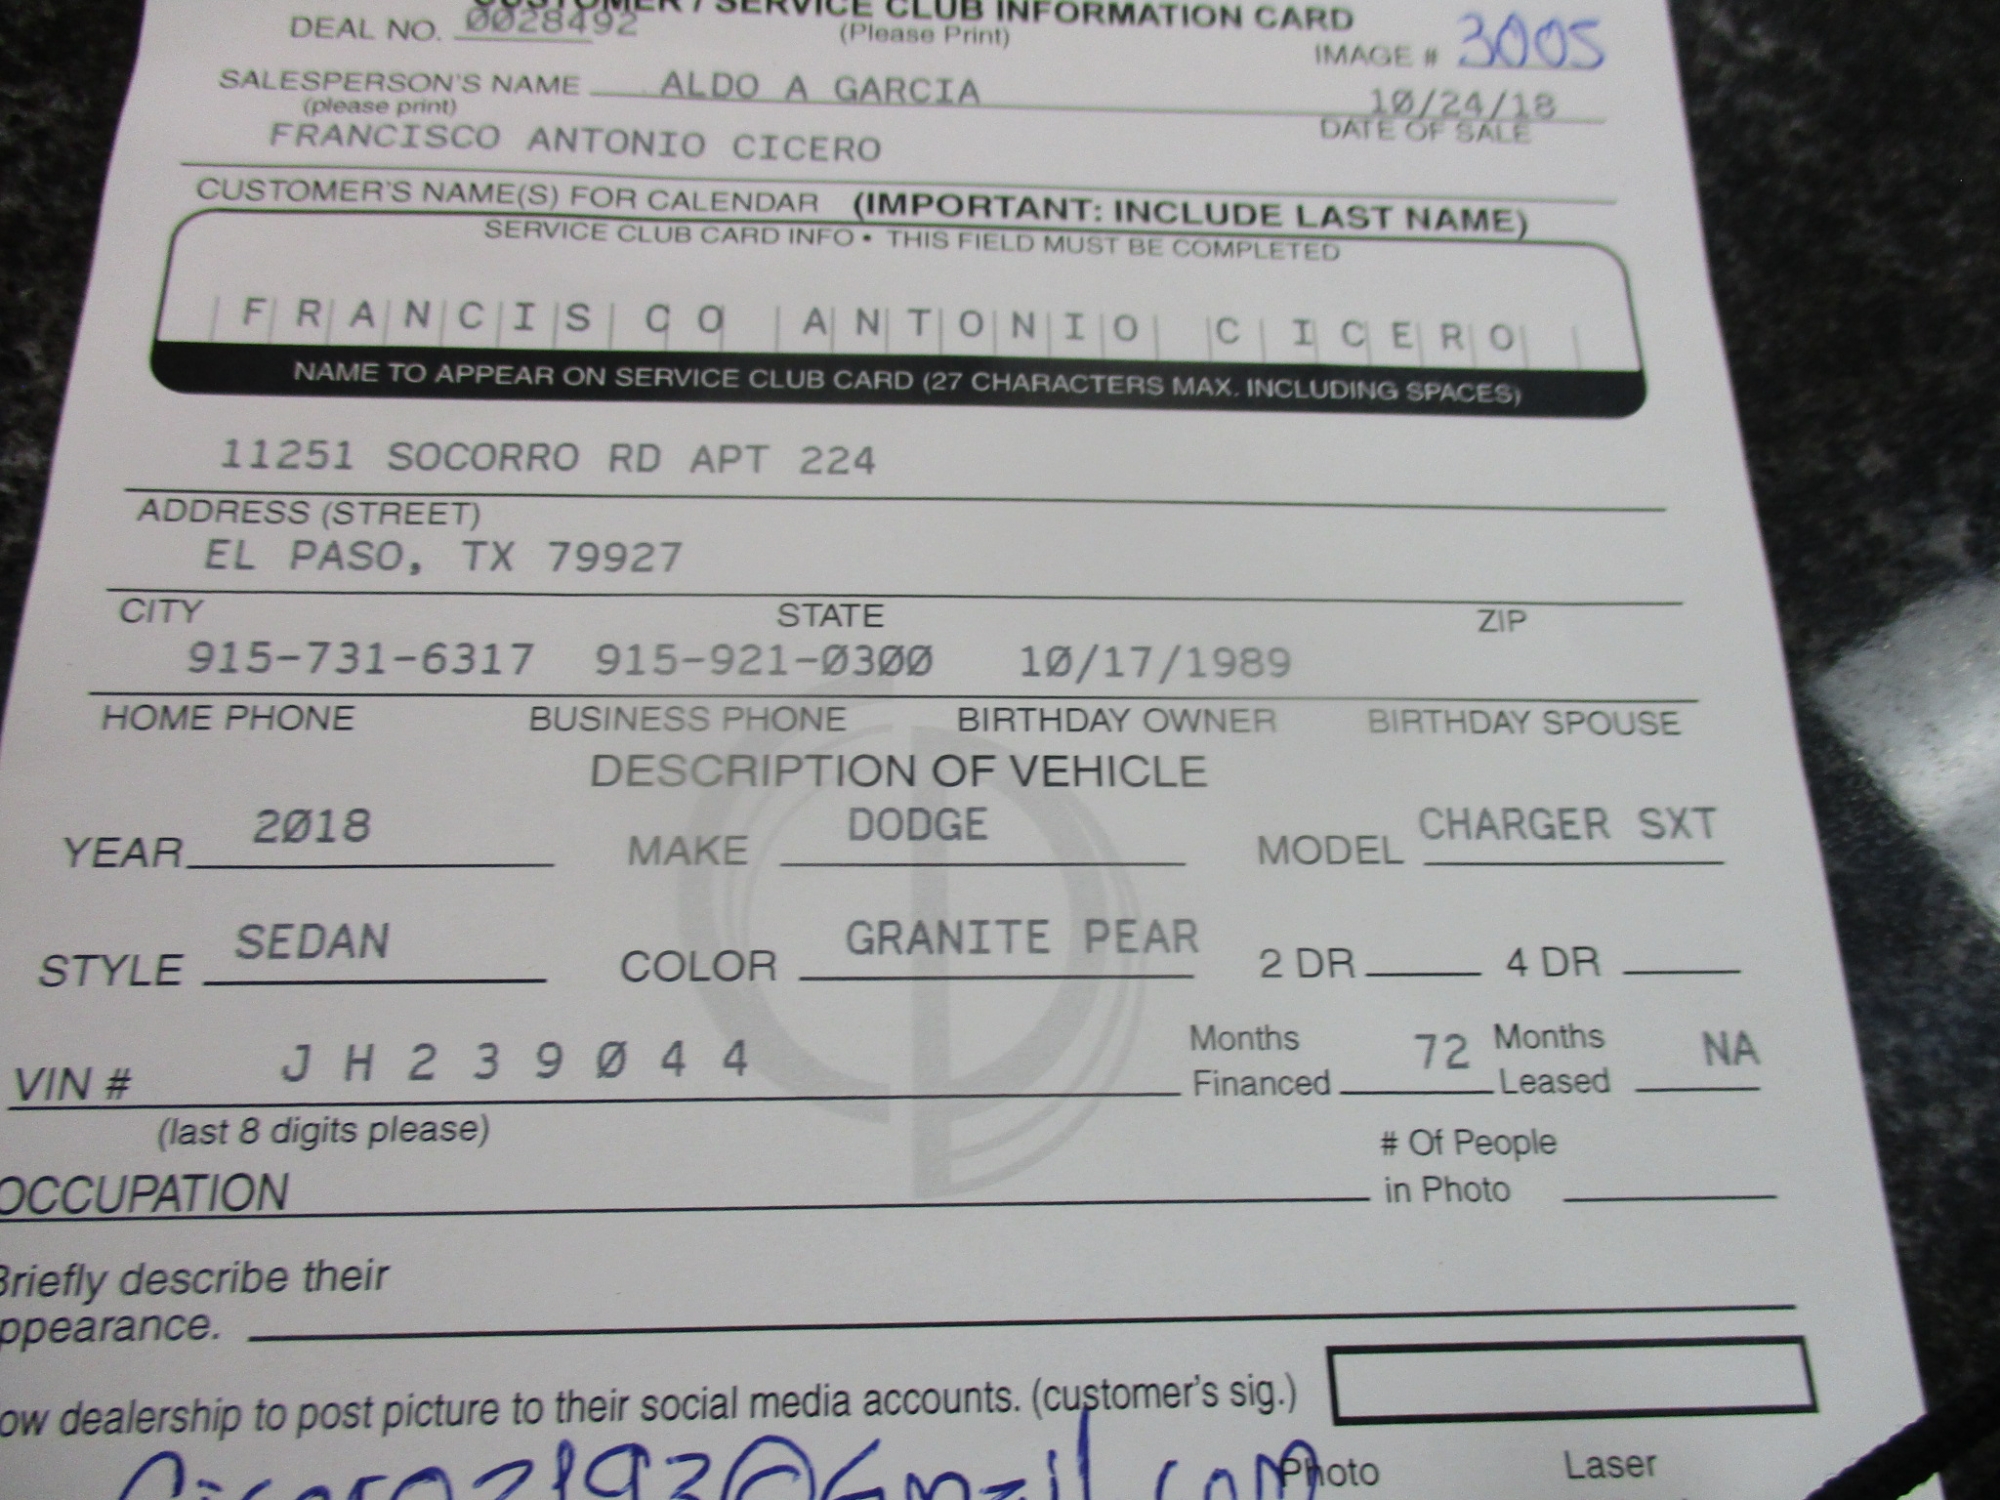 CUSTOMER / SERVICE CLUB INFORMATION CARD
DEAL NO. 0028492 (Please Print) IMAGE # 3005
SALESPERSON'S NAME ALDO A GARCIA 10/24/18
(please print) DATE OF SALE
FRANCISCO ANTONIO CICERO
CUSTOMER'S NAME(S) FOR CALENDAR (IMPORTANT: INCLUDE LAST NAME)
SERVICE CLUB CARD INFO • THIS FIELD MUST BE COMPLETED
FRANCISCO ANTONIO CICERO
NAME TO APPEAR ON SERVICE CLUB CARD (27 CHARACTERS MAX. INCLUDING SPACES)
11251 SOCORRO RD APT 224
ADDRESS (STREET)
EL PASO, TX 79927
CITY STATE ZIP
915-731-6317 915-921-0300 10/17/1989
HOME PHONE BUSINESS PHONE BIRTHDAY OWNER BIRTHDAY SPOUSE
DESCRIPTION OF VEHICLE
YEAR 2018 MAKE DODGE MODEL CHARGER SXT
STYLE SEDAN COLOR GRANITE PEAR 2 DR 4 DR
VIN # JH239044 Months Financed 72 Months Leased NA
(last 8 digits please)
OCCUPATION # Of People in Photo
Briefly describe their
ppearance.
ow dealership to post picture to their social media accounts. (customer's sig.)
Photo Laser